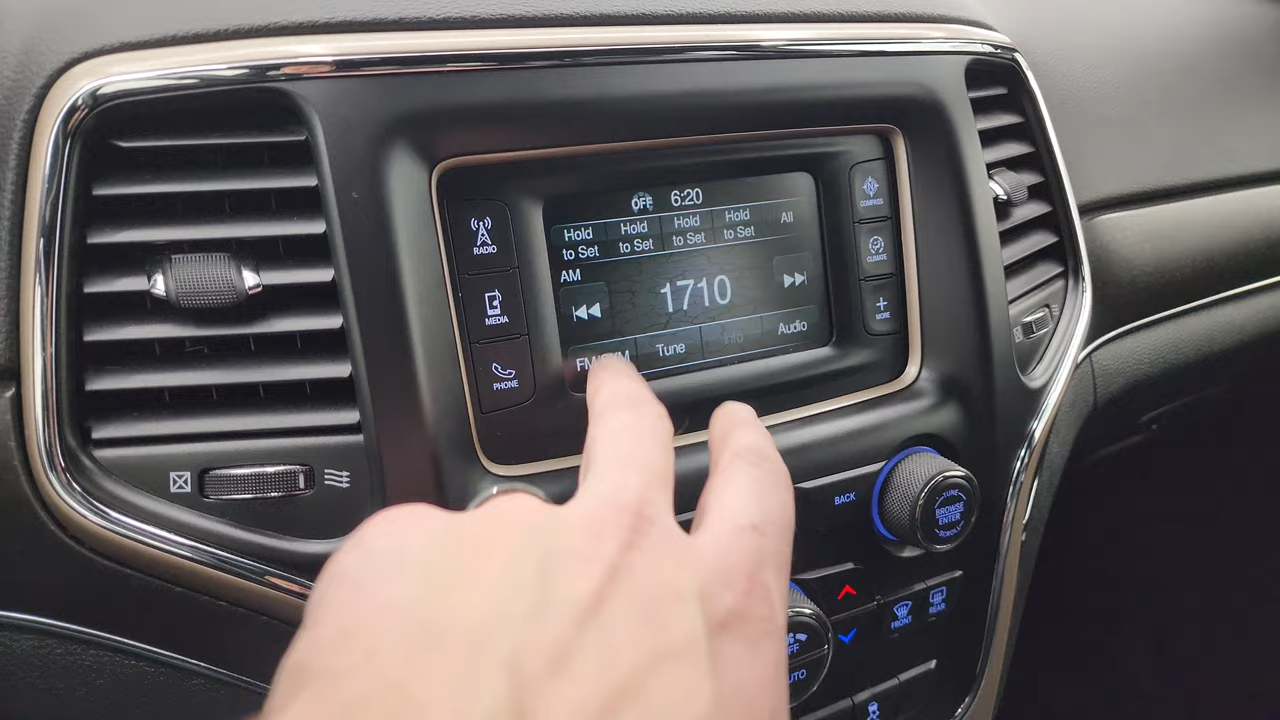 OFF 6:20
Hold to Set
Hold to Set
Hold to Set
Hold to Set
All
AM
1710
Tune
Info
Audio
RADIO
MEDIA
PHONE
N
COMPASS
CLIMATE
+
MORE
BACK
TUNE
BROWSE
ENTER
SCROLL
FRONT
REAR
AUTO